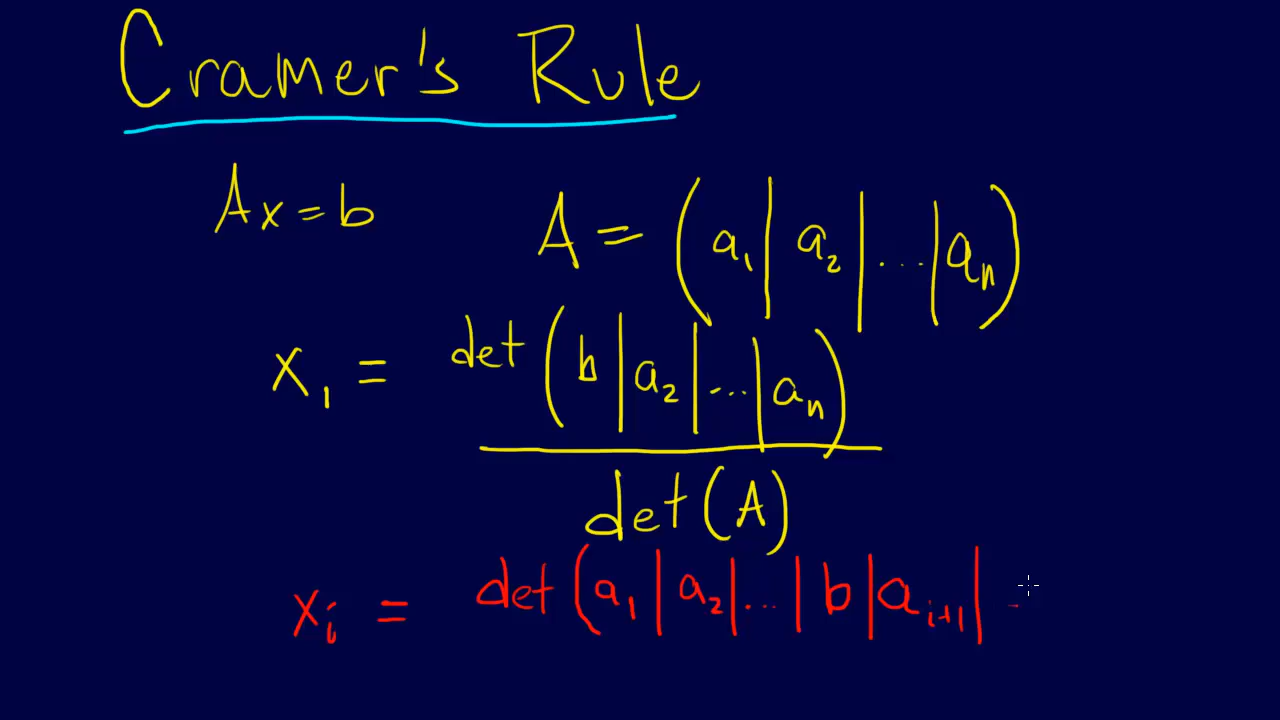 Cramer's Rule
Ax = b
A = (a₁ | a₂ | ... | aₙ)
x₁ = det (b | a₂ | ... | aₙ)
det (A)
xᵢ = det (a₁ | a₂ | ... | b | aᵢ₊₁ |